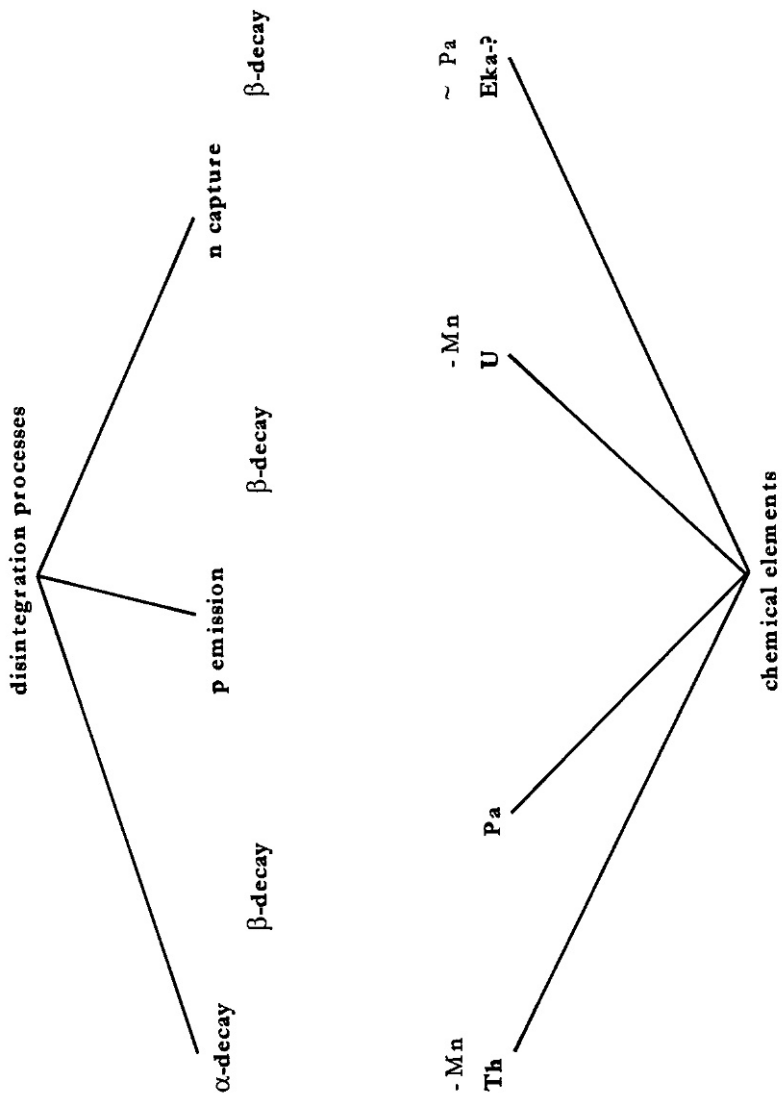 disintegration processes
α-decay
p emission
n capture
β-decay
β-decay
β-decay
- Mn
- Mn
~ Pa
Th
Pa
U
Eka-?
chemical elements